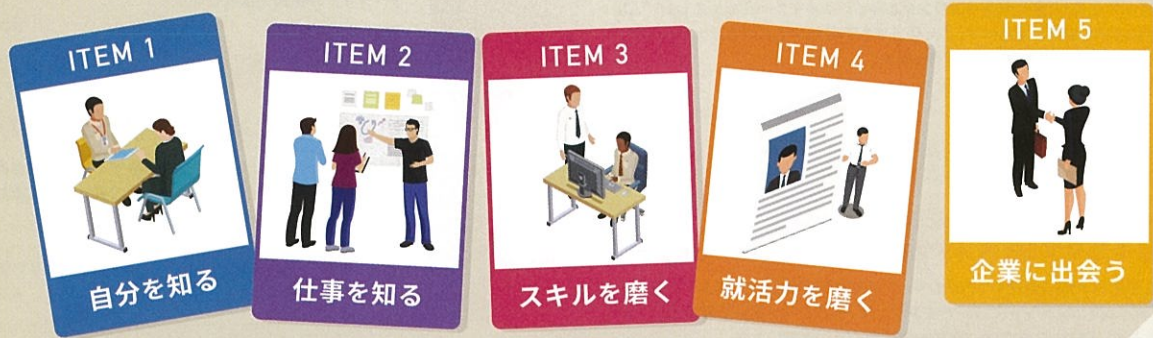 ITEM 1
自分を知る
ITEM 2
仕事を知る
ITEM 3
スキルを磨く
ITEM 4
就活力を磨く
ITEM 5
企業に出会う